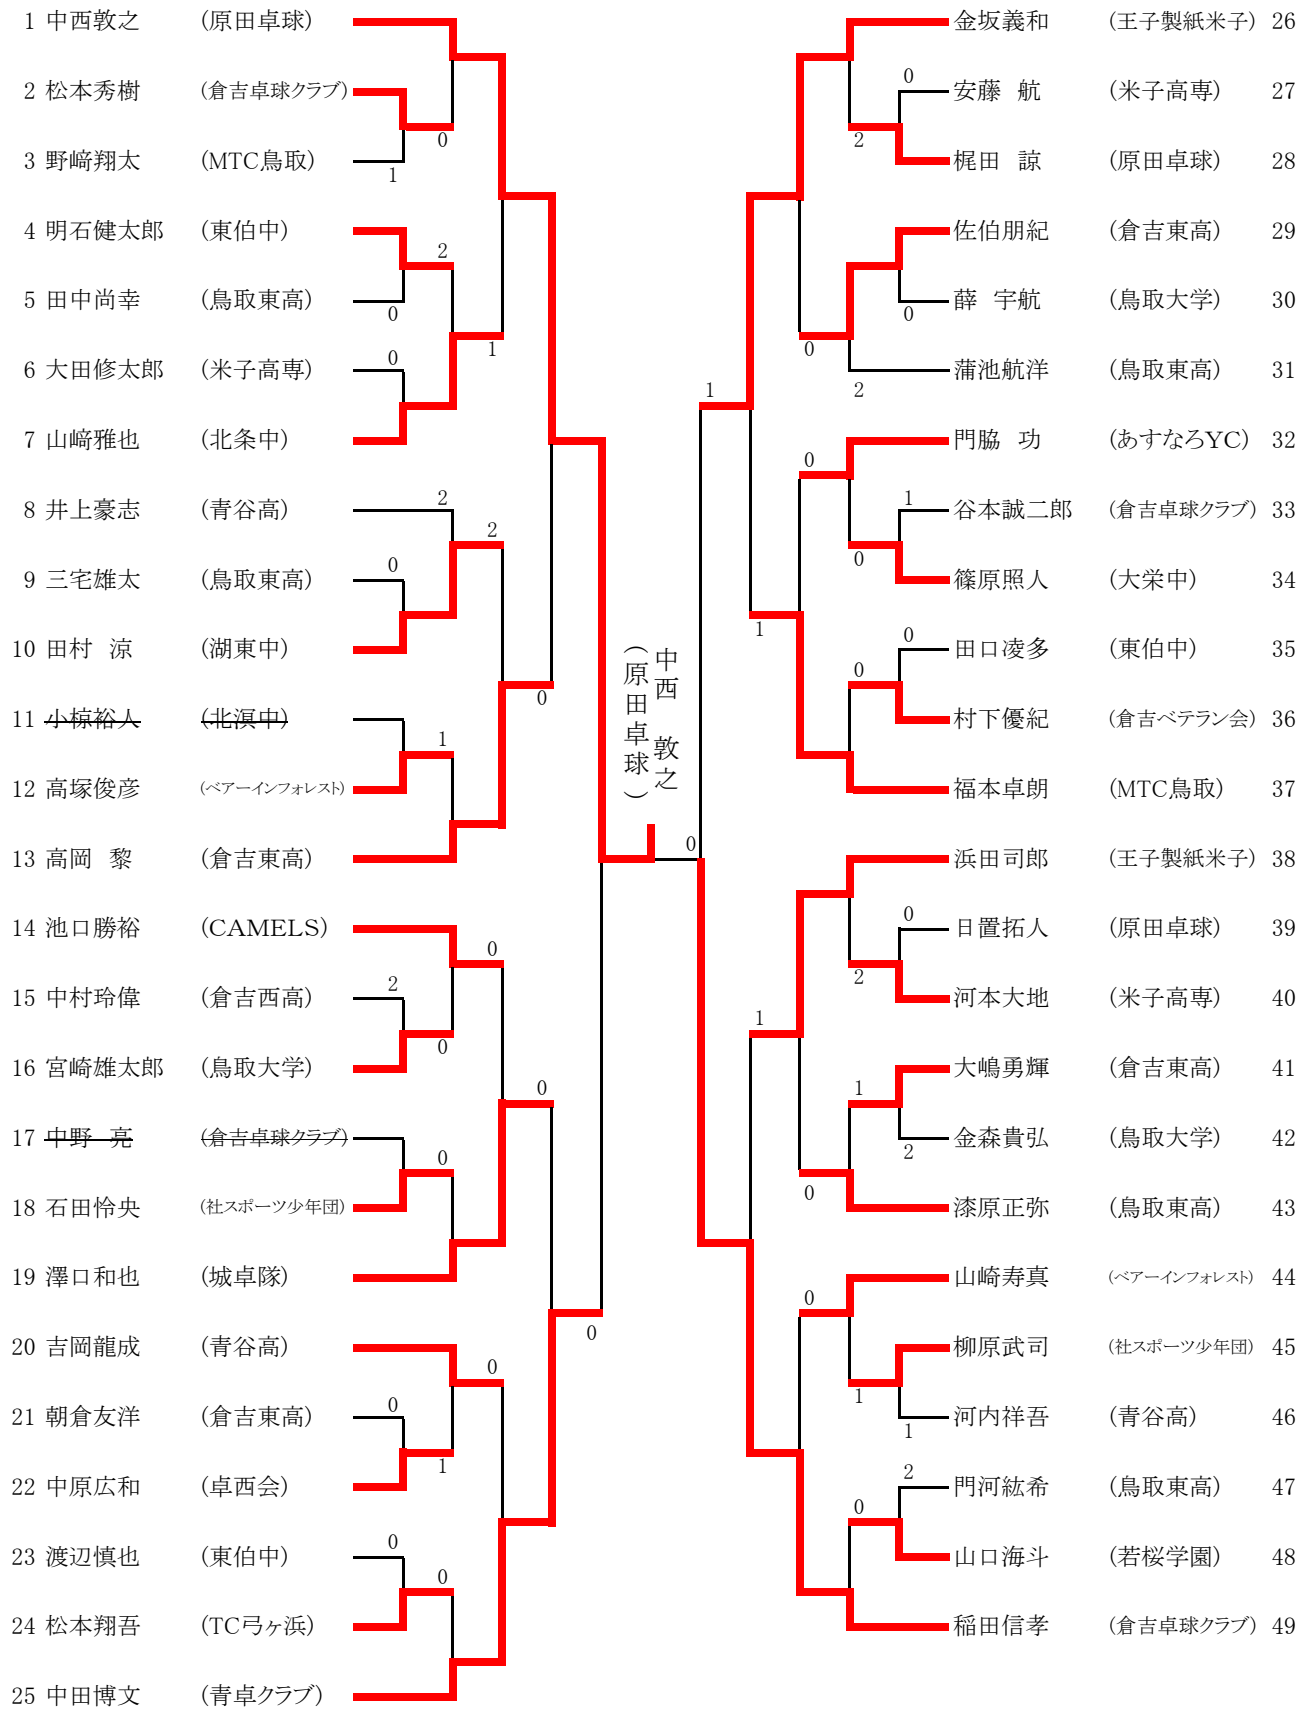 1 中西敦之 (原田卓球)
2 松本秀樹 (倉吉卓球クラブ)
0
3 野﨑翔太 (MTC鳥取)
1
4 明石健太郎 (東伯中)
2
5 田中尚幸 (鳥取東高)
0
1
6 大田修太郎 (米子高専)
0
7 山﨑雅也 (北条中)
8 井上豪志 (青谷高)
2
2
9 三宅雄太 (鳥取東高)
0
10 田村 涼 (湖東中)
0
11 小椋裕人 (北溟中)
1
12 高塚俊彦 (ベアーインフォレスト)
13 高岡 黎 (倉吉東高)
14 池口勝裕 (CAMELS)
0
15 中村玲偉 (倉吉西高)
2
0
16 宮崎雄太郎 (鳥取大学)
0
17 中野 亮 (倉吉卓球クラブ)
0
18 石田怜央 (社スポーツ少年団)
19 澤口和也 (城卓隊)
0
20 吉岡龍成 (青谷高)
0
21 朝倉友洋 (倉吉東高)
0
1
22 中原広和 (卓西会)
23 渡辺慎也 (東伯中)
0
0
24 松本翔吾 (TC弓ヶ浜)
25 中田博文 (青卓クラブ)
中西 敦之
(原田卓球)
0
金坂義和 (王子製紙米子) 26
0
安藤 航 (米子高専) 27
2
梶田 諒 (原田卓球) 28
佐伯朋紀 (倉吉東高) 29
薛 宇航 (鳥取大学) 30
0
0
蒲池航洋 (鳥取東高) 31
2
1
門脇 功 (あすなろYC) 32
0
谷本誠二郎 (倉吉卓球クラブ) 33
1
0
篠原照人 (大栄中) 34
1
田口凌多 (東伯中) 35
0
0
村下優紀 (倉吉ベテラン会) 36
福本卓朗 (MTC鳥取) 37
浜田司郎 (王子製紙米子) 38
0
日置拓人 (原田卓球) 39
2
河本大地 (米子高専) 40
1
大嶋勇輝 (倉吉東高) 41
1
金森貴弘 (鳥取大学) 42
2
0
漆原正弥 (鳥取東高) 43
山崎寿真 (ベアーインフォレスト) 44
0
柳原武司 (社スポーツ少年団) 45
1
河内祥吾 (青谷高) 46
1
2
門河紘希 (鳥取東高) 47
0
山口海斗 (若桜学園) 48
稲田信孝 (倉吉卓球クラブ) 49